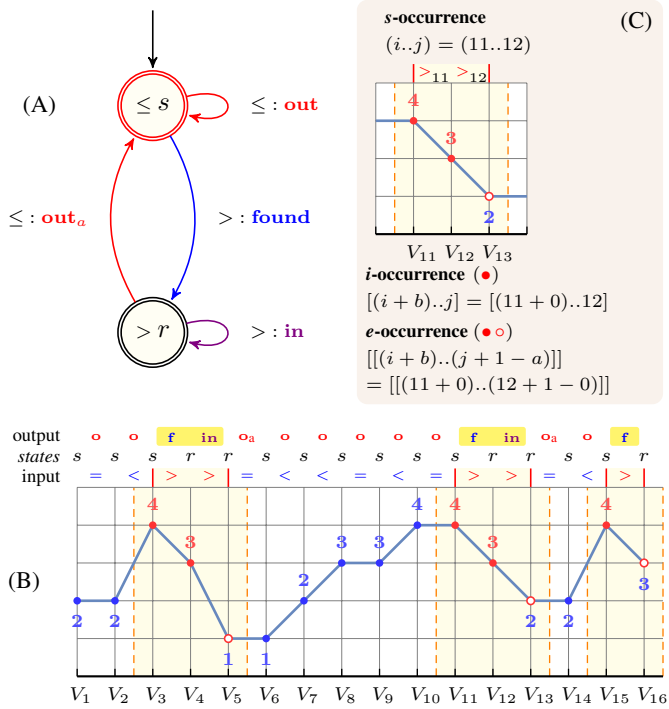 (A)
≤ s
≤ : out
≤ : out_a
> : found
> r
> : in
(C)
s-occurrence
(i..j) = (11..12)
>₁₁ >₁₂
4
3
2
V₁₁ V₁₂ V₁₃
i-occurrence (●)
[(i + b)..j] = [(11 + 0)..12]
e-occurrence (● ○)
[[(i + b)..(j + 1 − a)]]
= [[(11 + 0)..(12 + 1 − 0)]]
output o o f in o_a o o o o o f in o_a o f
states s s s r r s s s s s s r r s s r
input = < > > = < < = < = > > = < >
(B)
2 2 4 3 1 1 2 3 3 4 4 3 2 2 4 3
V₁ V₂ V₃ V₄ V₅ V₆ V₇ V₈ V₉ V₁₀ V₁₁ V₁₂ V₁₃ V₁₄ V₁₅ V₁₆